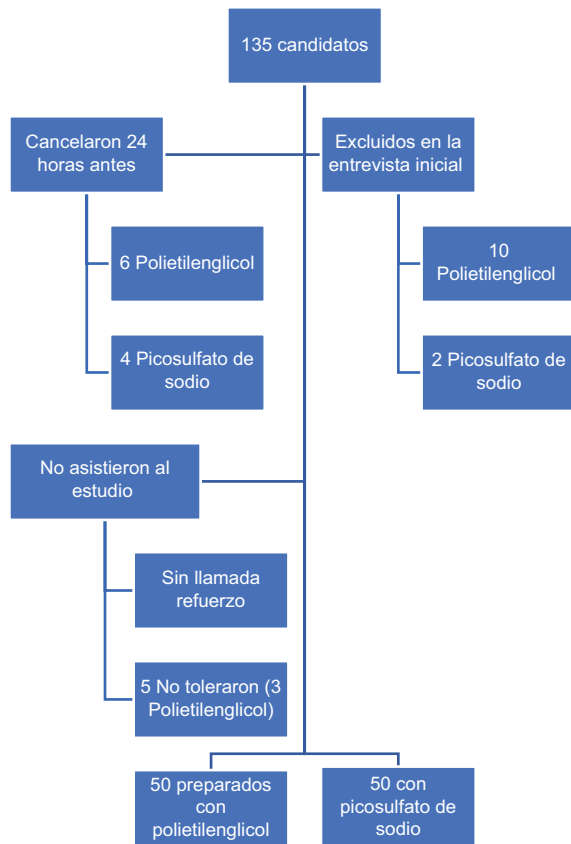 135 candidatos
Cancelaron 24
horas antes
Excluidos en la
entrevista inicial
6 Polietilenglicol
10
Polietilenglicol
4 Picosulfato de
sodio
2 Picosulfato de
sodio
No asistieron al
estudio
Sin llamada
refuerzo
5 No toleraron (3
Polietilenglicol)
50 preparados
con
polietilenglicol
50 con
picosulfato de
sodio